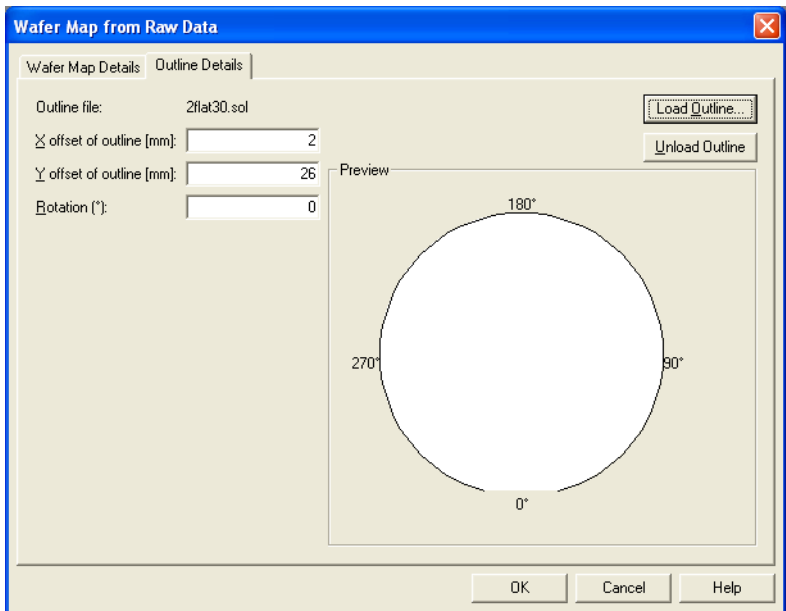 Wafer Map from Raw Data
Wafer Map Details
Outline Details
Outline file: 2flat30.sol
Load Outline...
X offset of outline [mm]: 2
Unload Outline
Y offset of outline [mm]: 26
Preview
Rotation (°): 0
180°
270°
90°
0°
OK
Cancel
Help